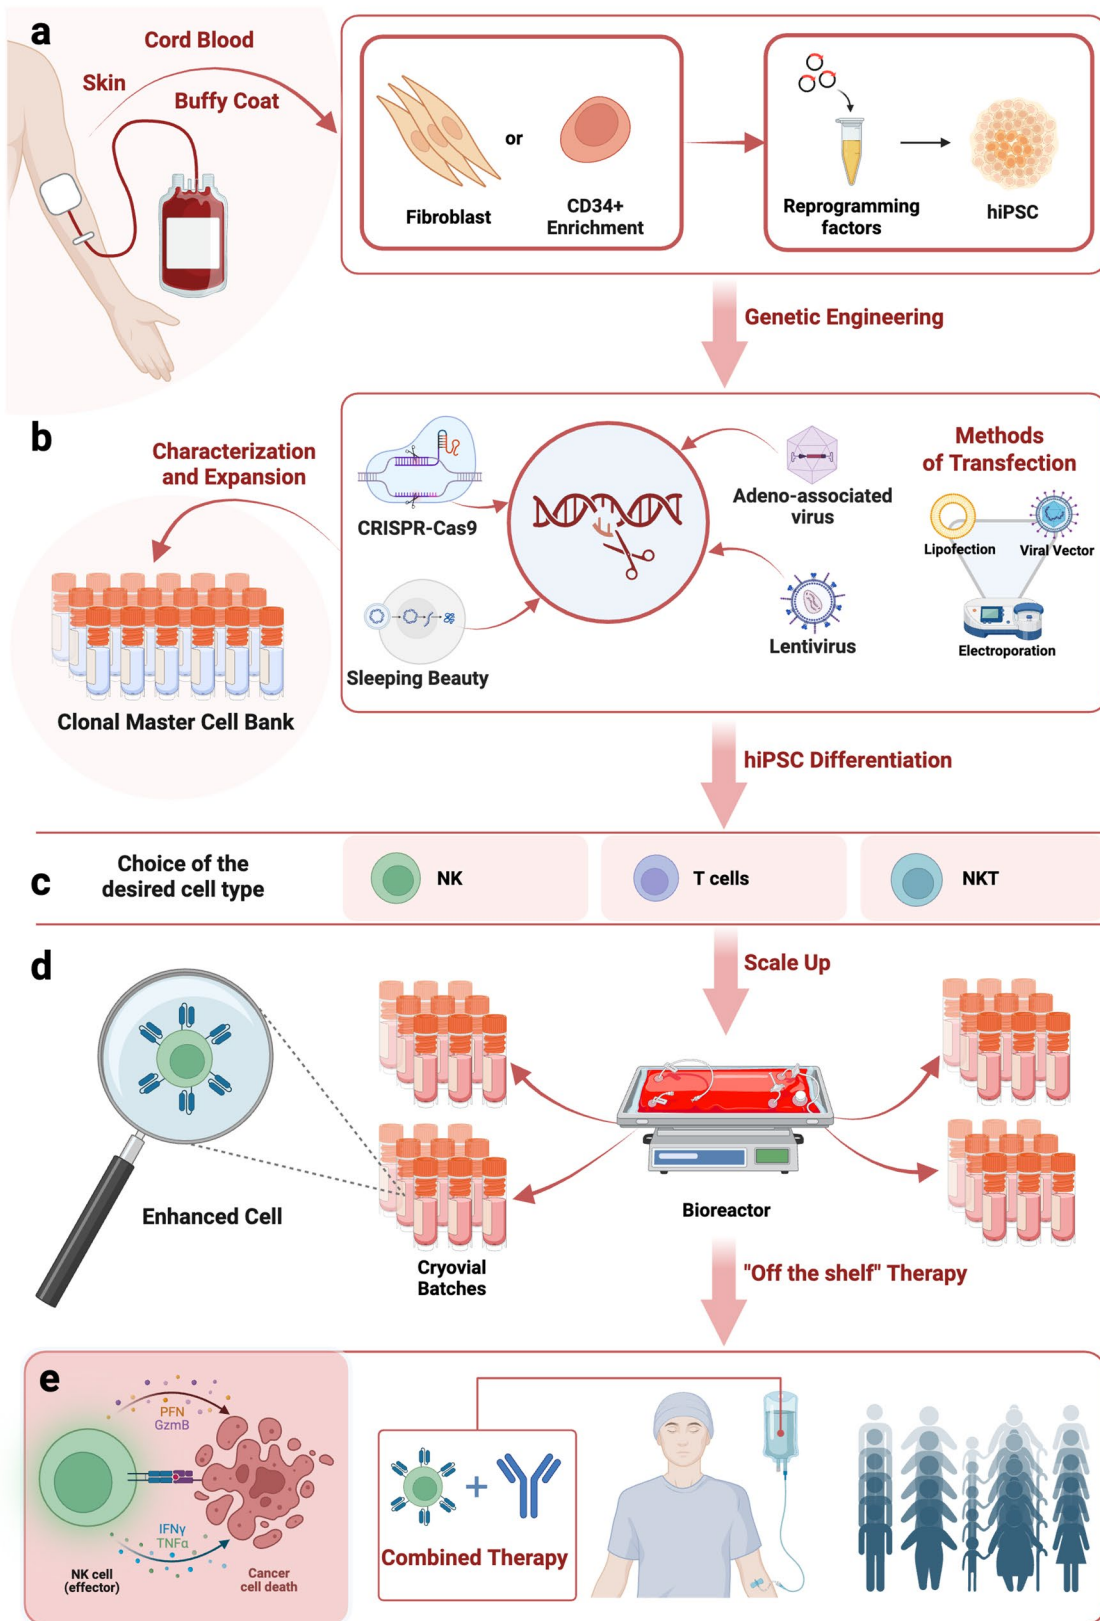 a
Cord Blood
Skin
Buffy Coat
Fibroblast
or
CD34+
Enrichment
Reprogramming
factors
hiPSC
Genetic Engineering
b
Characterization
and Expansion
Clonal Master Cell Bank
CRISPR-Cas9
Sleeping Beauty
Adeno-associated
virus
Lentivirus
Methods
of Transfection
Lipofection
Viral Vector
Electroporation
hiPSC Differentiation
c
Choice of the
desired cell type
NK
T cells
NKT
d
Scale Up
Enhanced Cell
Cryovial
Batches
Bioreactor
"Off the shelf" Therapy
e
PFN
GzmB
IFNγ
TNFα
NK cell
(effector)
Cancer
cell death
+
Combined Therapy